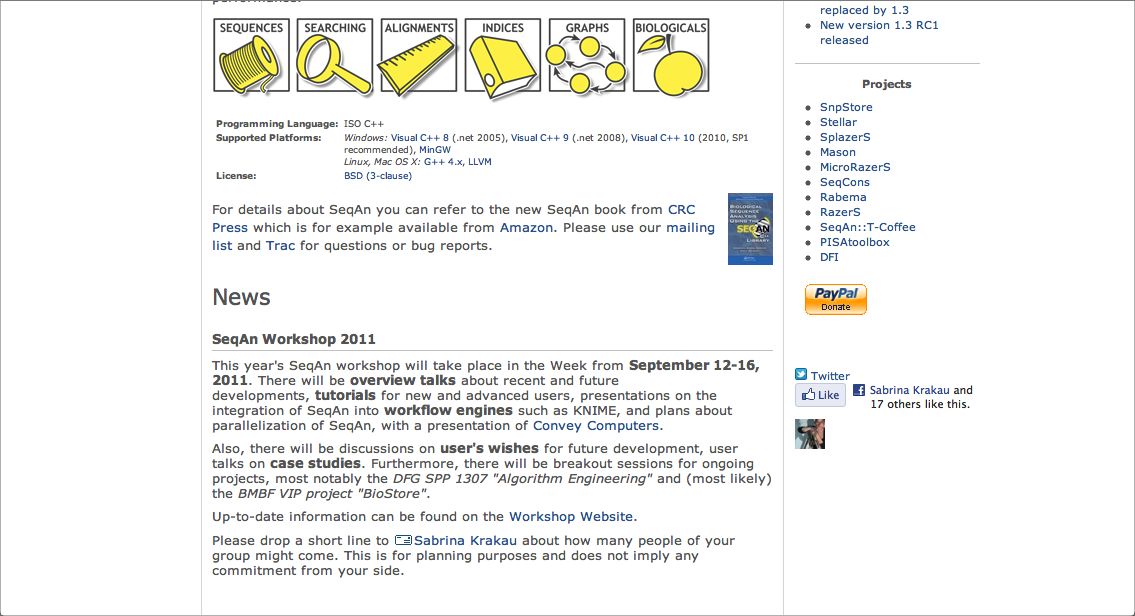 SEQUENCES SEARCHING ALIGNMENTS INDICES GRAPHS BIOLOGICALS
Programming Language: ISO C++
Supported Platforms: Windows: Visual C++ 8 (.net 2005), Visual C++ 9 (.net 2008), Visual C++ 10 (2010, SP1
recommended), MinGW
Linux, Mac OS X: G++ 4.x, LLVM
License: BSD (3-clause)
For details about SeqAn you can refer to the new SeqAn book from CRC
Press which is for example available from Amazon. Please use our mailing
list and Trac for questions or bug reports.
BIOLOGICAL
SEQUENCE
ANALYSIS
USING THE
SEQAN
C++
LIBRARY
News
SeqAn Workshop 2011
This year's SeqAn workshop will take place in the Week from September 12-16,
2011. There will be overview talks about recent and future
developments, tutorials for new and advanced users, presentations on the
integration of SeqAn into workflow engines such as KNIME, and plans about
parallelization of SeqAn, with a presentation of Convey Computers.
Also, there will be discussions on user's wishes for future development, user
talks on case studies. Furthermore, there will be breakout sessions for ongoing
projects, most notably the DFG SPP 1307 "Algorithm Engineering" and (most likely)
the BMBF VIP project "BioStore".
Up-to-date information can be found on the Workshop Website.
Please drop a short line to Sabrina Krakau about how many people of your
group might come. This is for planning purposes and does not imply any
commitment from your side.
replaced by 1.3
New version 1.3 RC1
released
Projects
SnpStore
Stellar
SplazerS
Mason
MicroRazerS
SeqCons
Rabema
RazerS
SeqAn::T-Coffee
PISAtoolbox
DFI
PayPal
Donate
Twitter
Like
Sabrina Krakau and
17 others like this.